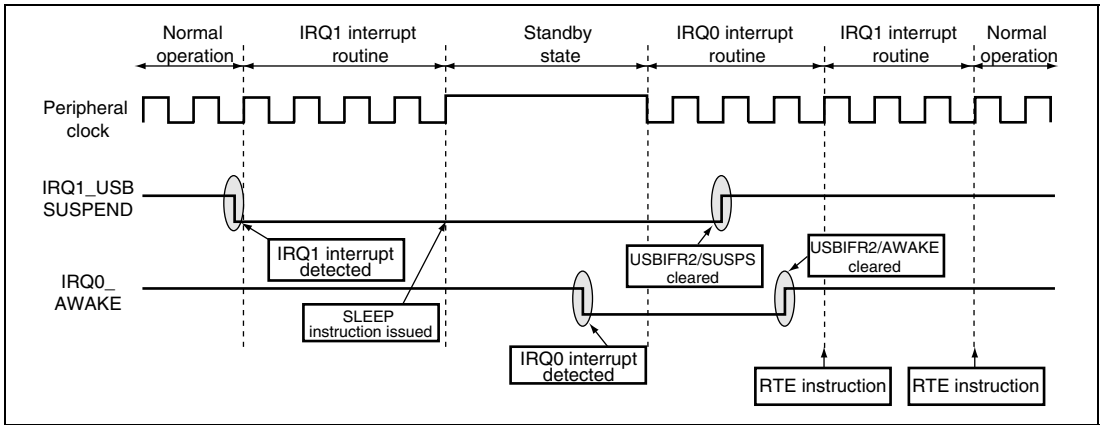 Normal
operation
IRQ1 interrupt
routine
Standby
state
IRQ0 interrupt
routine
IRQ1 interrupt
routine
Normal
operation
Peripheral
clock
IRQ1_USB
SUSPEND
IRQ1 interrupt
detected
USBIFR2/SUSPS
cleared
USBIFR2/AWAKE
cleared
IRQ0_
AWAKE
SLEEP
instruction issued
IRQ0 interrupt
detected
RTE instruction
RTE instruction